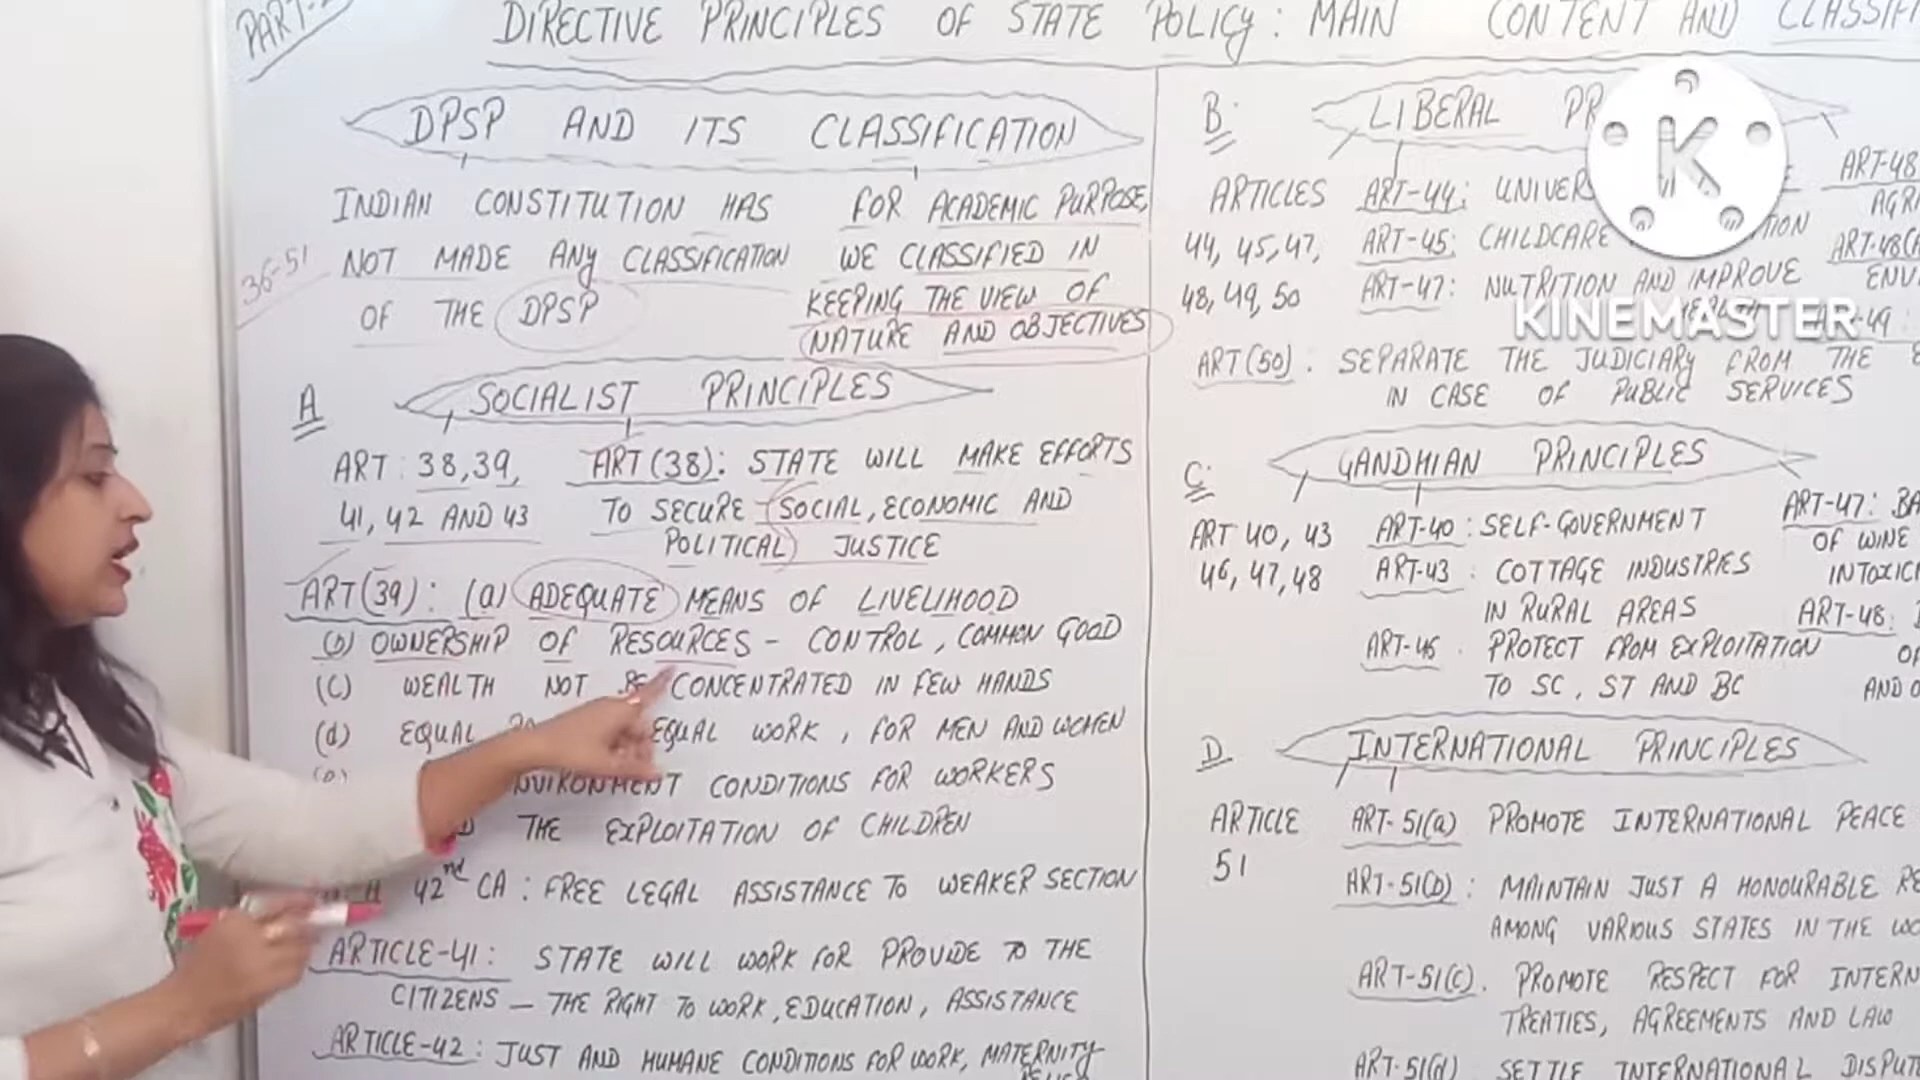 PART-
DIRECTIVE PRINCIPLES OF STATE POLICY: MAIN CONTENT AND CLASSIFI
DPSP AND ITS CLASSIFICATION
INDIAN CONSTITUTION HAS
NOT MADE ANY CLASSIFICATION
OF THE DPSP
36-51
FOR ACADEMIC PURPOSE,
WE CLASSIFIED IN
KEEPING THE VIEW OF
NATURE AND OBJECTIVES
A
SOCIALIST PRINCIPLES
ART: 38,39,
41, 42 AND 43
ART(38): STATE WILL MAKE EFFORTS
TO SECURE SOCIAL, ECONOMIC AND
POLITICAL JUSTICE
ART(39): (a) ADEQUATE MEANS OF LIVELIHOOD
(b) OWNERSHIP OF RESOURCES - CONTROL, COMMON GOOD
(C) WEALTH NOT BE CONCENTRATED IN FEW HANDS
(d) EQUAL EQUAL WORK, FOR MEN AND WOMEN
NVIRONMENT CONDITIONS FOR WORKERS
THE EXPLOITATION OF CHILDREN
A 42nd CA: FREE LEGAL ASSISTANCE TO WEAKER SECTION
ARTICLE-41: STATE WILL WORK FOR PROVIDE TO THE
CITIZENS - THE RIGHT TO WORK, EDUCATION, ASSISTANCE
ARTICLE-42: JUST AND HUMANE CONDITIONS FOR WORK, MATERNITY
B:
LIBERAL PR
ARTICLES
44, 45, 47,
48, 49, 50
ART-44: UNIVERS
ART-45: CHILDCARE
ART-47: NUTRITION AND IMPROVE
ART-48
AGR
ART-48(A
ENVI
-49:
ART(50): SEPARATE THE JUDICIARY FROM THE E
IN CASE OF PUBLIC SERVICES
K
KINEMASTER
C:
GANDHIAN PRINCIPLES
ART 40, 43
46, 47, 48
ART-40: SELF-GOVERNMENT
ART-43: COTTAGE INDUSTRIES
IN RURAL AREAS
ART-46 PROTECT FROM EXPLOITATION
TO SC, ST AND BC
ART-47: BA
OF WINE
INTOXIC
ART-48:
OF
AND O
D
INTERNATIONAL PRINCIPLES
ARTICLE
51
ART-51(a) PROMOTE INTERNATIONAL PEACE
ART-51(b): MAINTAIN JUST A HONOURABLE RE
AMONG VARIOUS STATES IN THE WO
ART-51(C). PROMOTE RESPECT FOR INTERN
TREATIES, AGREEMENTS AND LAW
ART-51(d) SETTLE INTERNATIONAL DISPUT